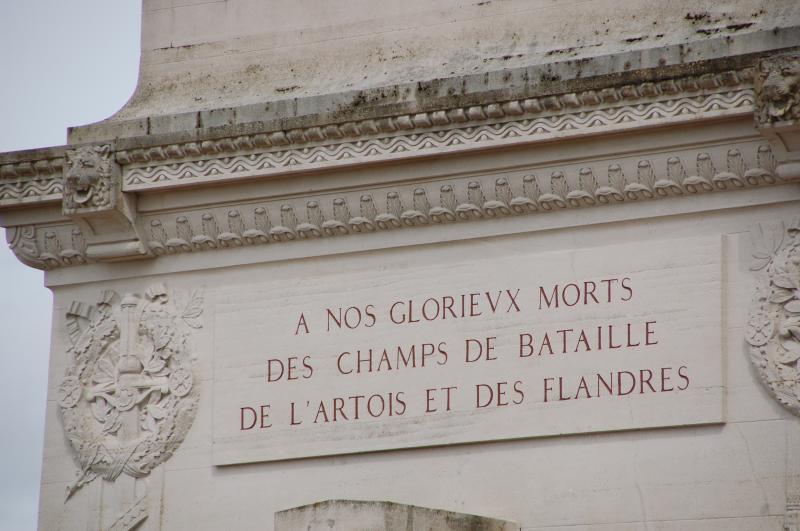 A NOS GLORIEVX MORTS
DES CHAMPS DE BATAILLE
DE L'ARTOIS ET DES FLANDRES